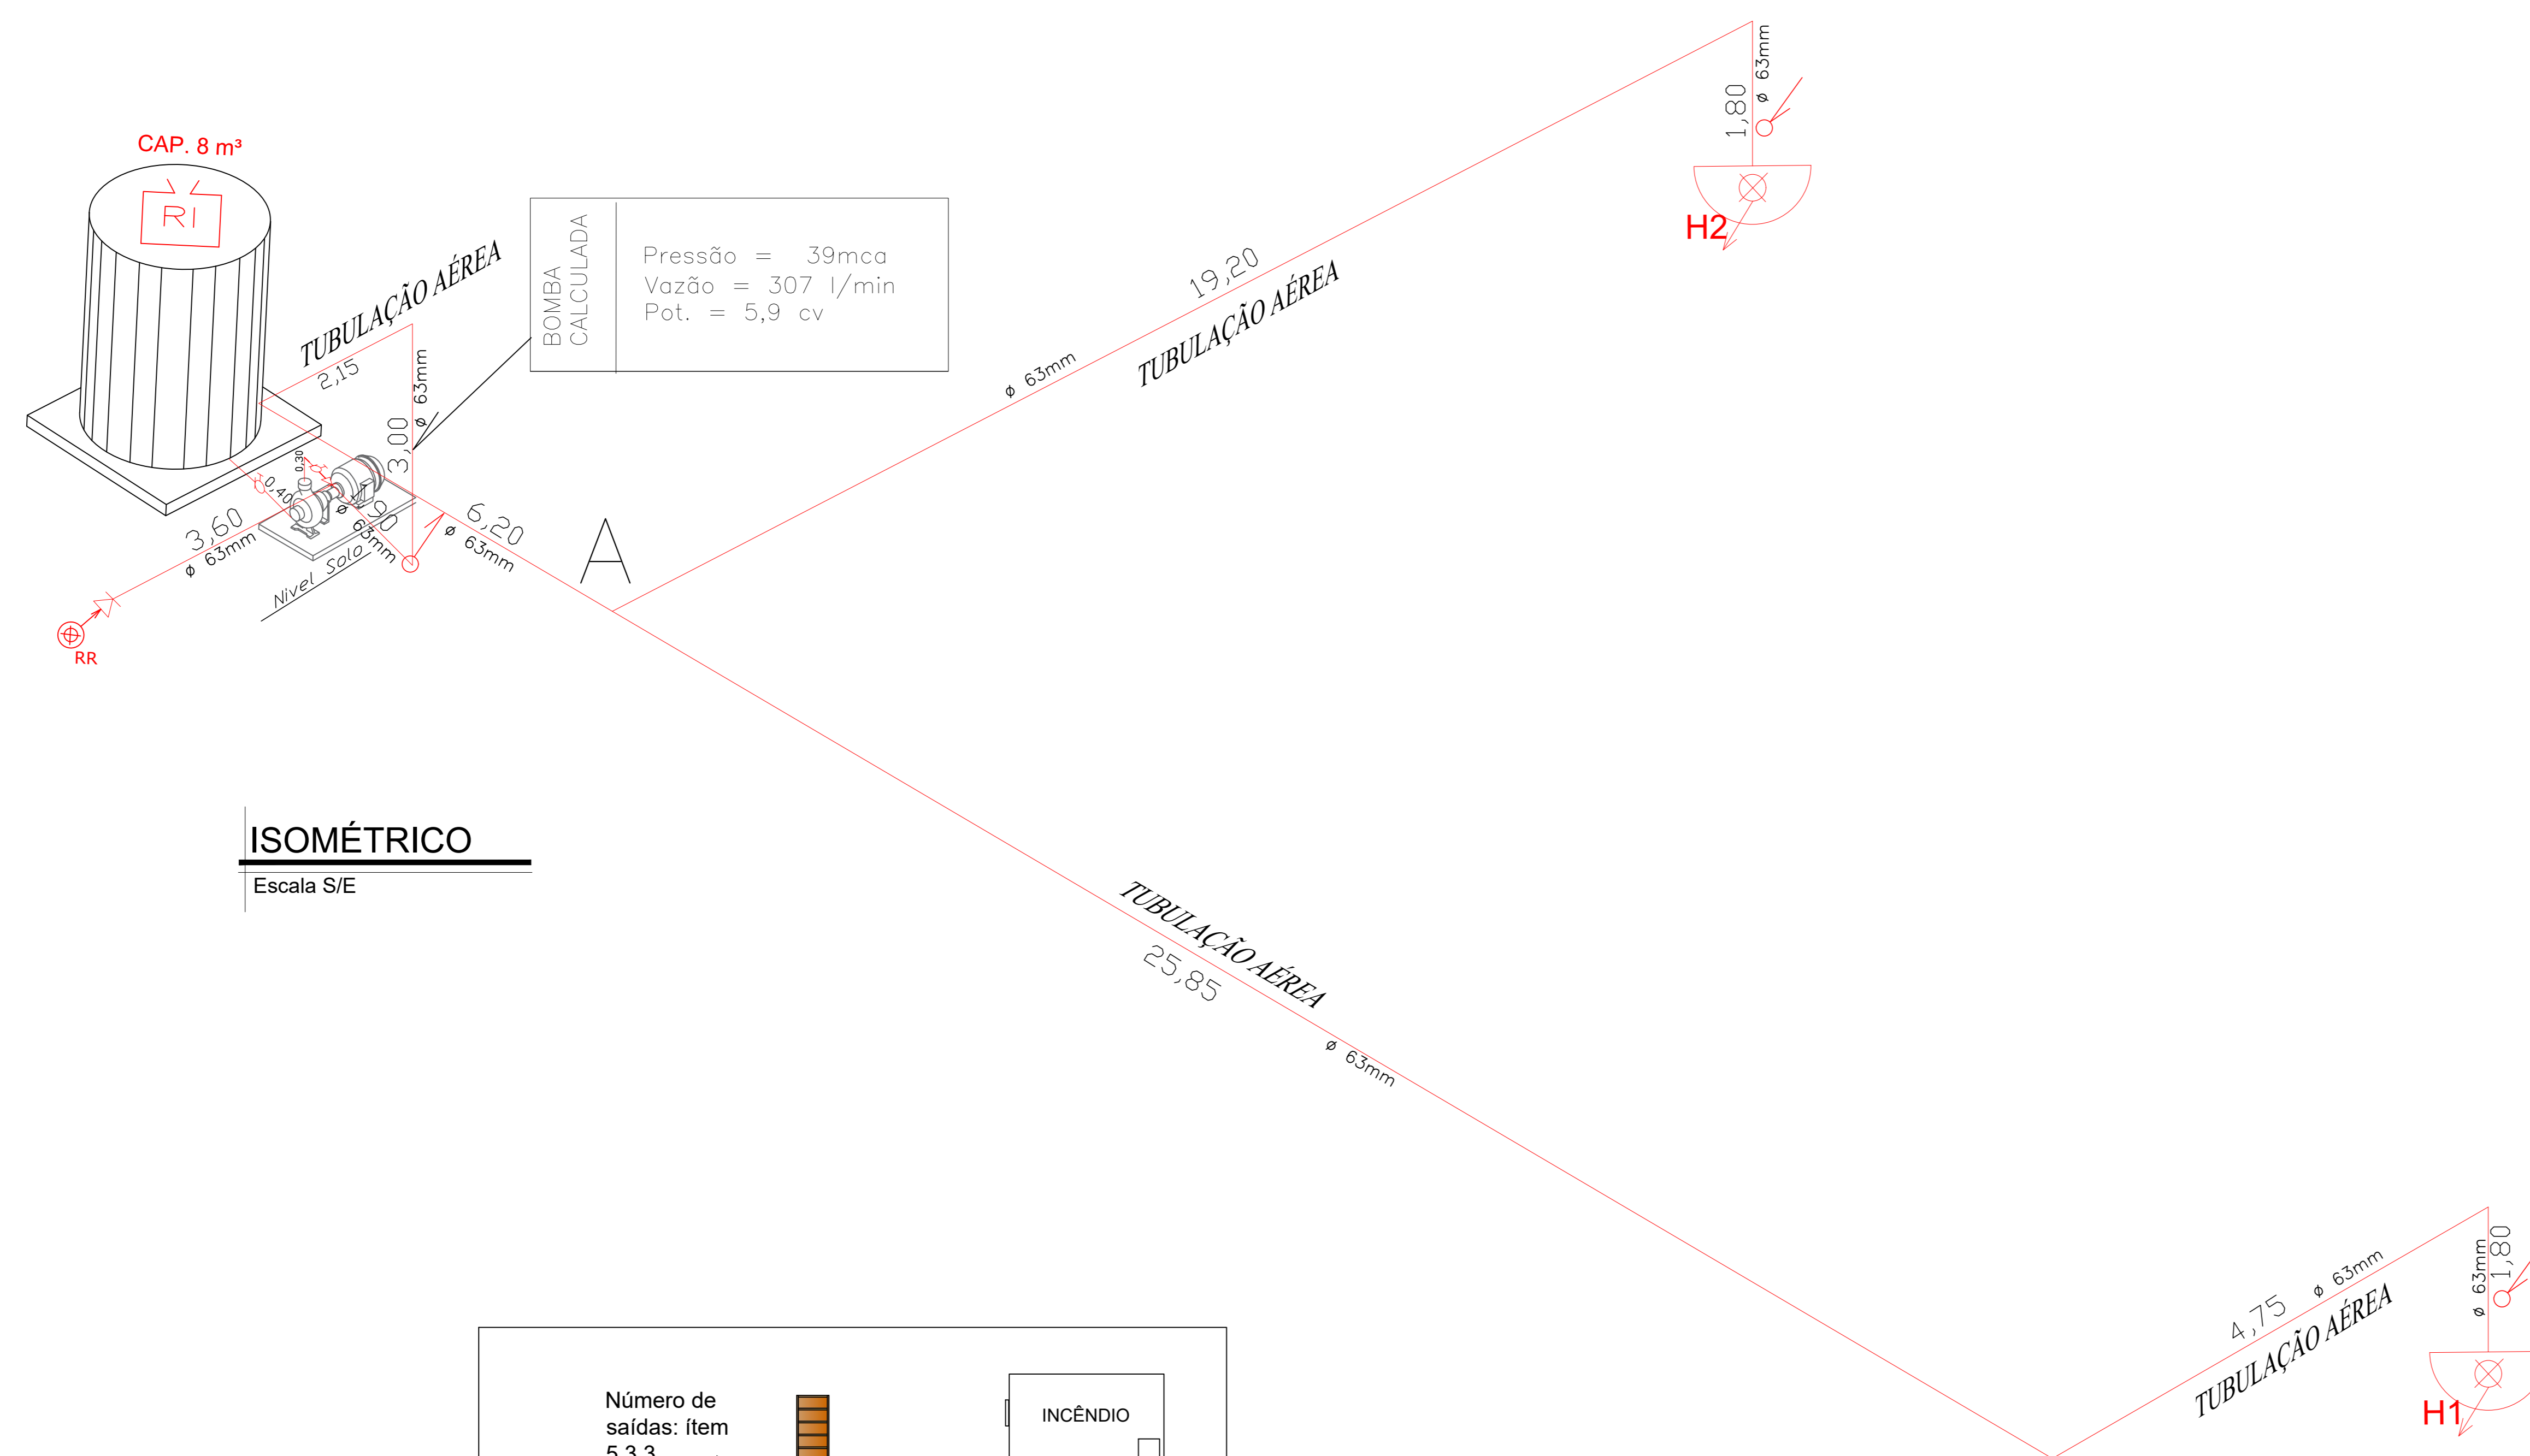 CAP. 8 m³
RI
TUBULAÇÃO AÉREA
2,15
ø 63mm
3,00
BOMBA
CALCULADA
Pressão = 39mca
Vazão = 307 l/min
Pot. = 5,9 cv
ø 63mm
1,80
H2
19,20
TUBULAÇÃO AÉREA
ø 63mm
0,30
0,40
3,60
ø 63mm
ø 63mm
Nivel Solo
6,20
ø 63mm
A
RR
ISOMÉTRICO
Escala S/E
TUBULAÇÃO AÉREA
25,85
ø 63mm
4,75 ø 63mm
TUBULAÇÃO AÉREA
ø 63mm
1,80
H1
Número de
saídas: ítem
5.3.3
INCÊNDIO